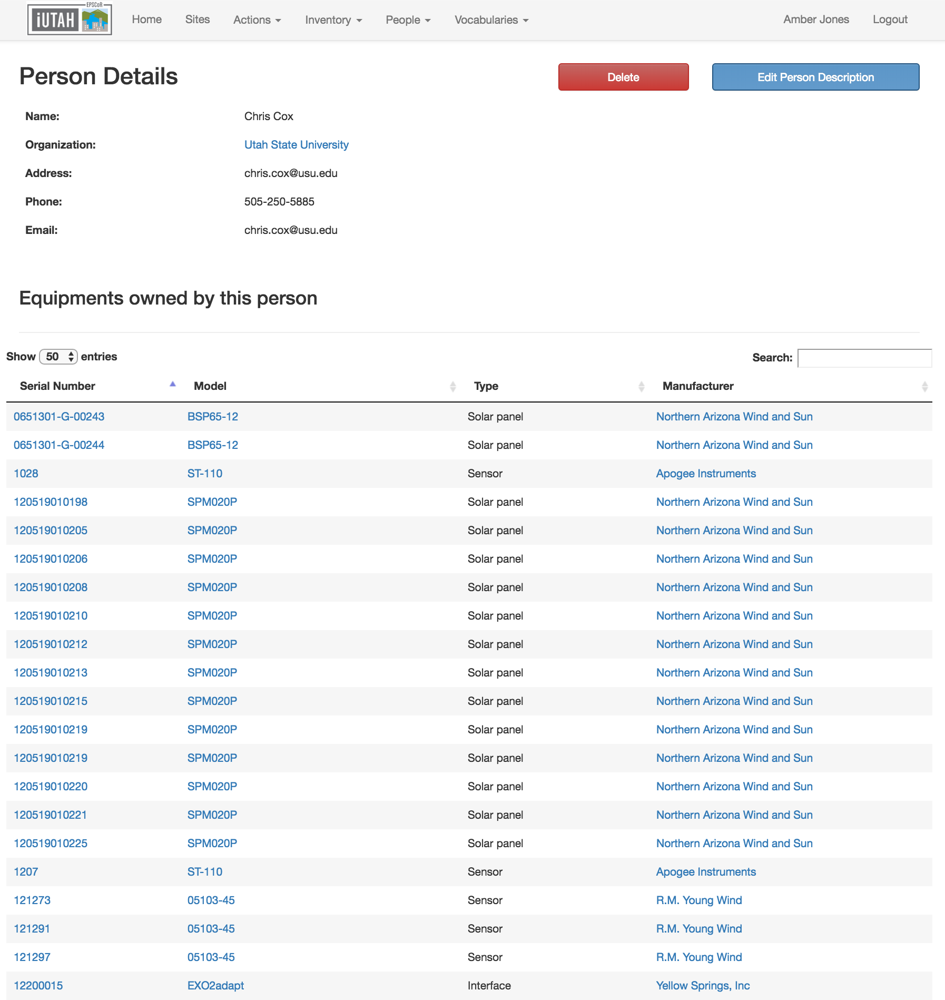 EPSCoR
iUTAH Home Sites Actions Inventory People Vocabularies Amber Jones Logout
Person Details Delete Edit Person Description
Name: Chris Cox
Organization: Utah State University
Address: chris.cox@usu.edu
Phone: 505-250-5885
Email: chris.cox@usu.edu
Equipments owned by this person
Show 50 entries Search:
Serial Number Model Type Manufacturer
0651301-G-00243 BSP65-12 Solar panel Northern Arizona Wind and Sun
0651301-G-00244 BSP65-12 Solar panel Northern Arizona Wind and Sun
1028 ST-110 Sensor Apogee Instruments
120519010198 SPM020P Solar panel Northern Arizona Wind and Sun
120519010205 SPM020P Solar panel Northern Arizona Wind and Sun
120519010206 SPM020P Solar panel Northern Arizona Wind and Sun
120519010208 SPM020P Solar panel Northern Arizona Wind and Sun
120519010210 SPM020P Solar panel Northern Arizona Wind and Sun
120519010212 SPM020P Solar panel Northern Arizona Wind and Sun
120519010213 SPM020P Solar panel Northern Arizona Wind and Sun
120519010215 SPM020P Solar panel Northern Arizona Wind and Sun
120519010219 SPM020P Solar panel Northern Arizona Wind and Sun
120519010219 SPM020P Solar panel Northern Arizona Wind and Sun
120519010220 SPM020P Solar panel Northern Arizona Wind and Sun
120519010221 SPM020P Solar panel Northern Arizona Wind and Sun
120519010225 SPM020P Solar panel Northern Arizona Wind and Sun
1207 ST-110 Sensor Apogee Instruments
121273 05103-45 Sensor R.M. Young Wind
121291 05103-45 Sensor R.M. Young Wind
121297 05103-45 Sensor R.M. Young Wind
12200015 EXO2adapt Interface Yellow Springs, Inc